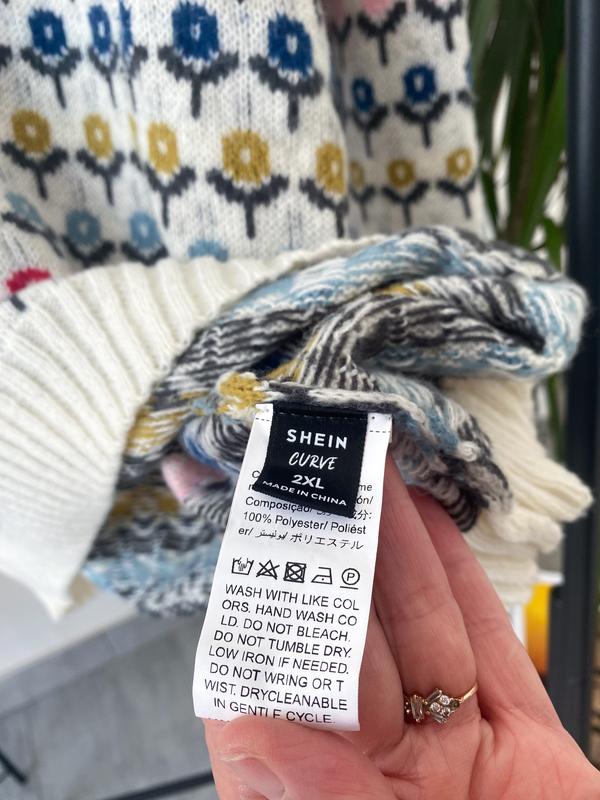 SHEIN
CURVE
2XL
MADE IN CHINA
Composição/
100% Polyester/ Poliést
er/ بوليستر/ ポリエステル
WASH WITH LIKE COL
ORS. HAND WASH CO
LD. DO NOT BLEACH.
DO NOT TUMBLE DRY.
LOW IRON IF NEEDED.
DO NOT WRING OR T
WIST. DRYCLEANABLE
IN GENTLE CYCLE.